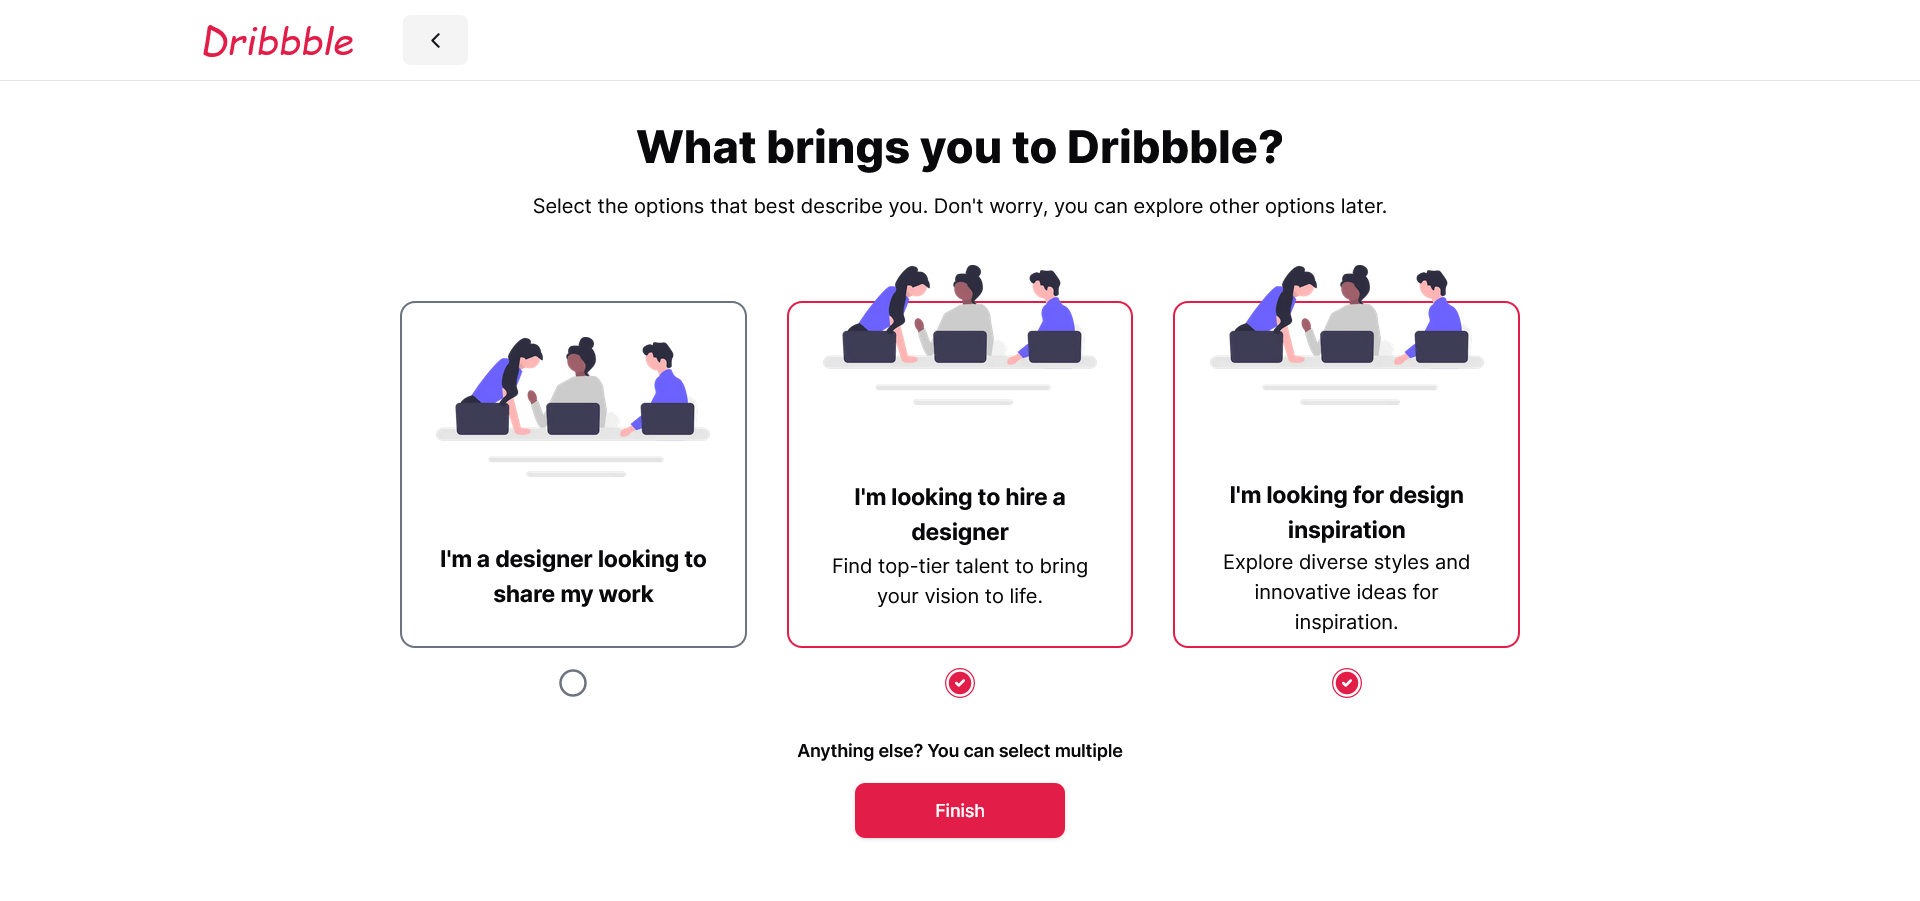 Dribbble
What brings you to Dribbble?
Select the options that best describe you. Don't worry, you can explore other options later.
I'm a designer looking to
share my work
I'm looking to hire a
designer
Find top-tier talent to bring
your vision to life.
I'm looking for design
inspiration
Explore diverse styles and
innovative ideas for
inspiration.
Anything else? You can select multiple
Finish